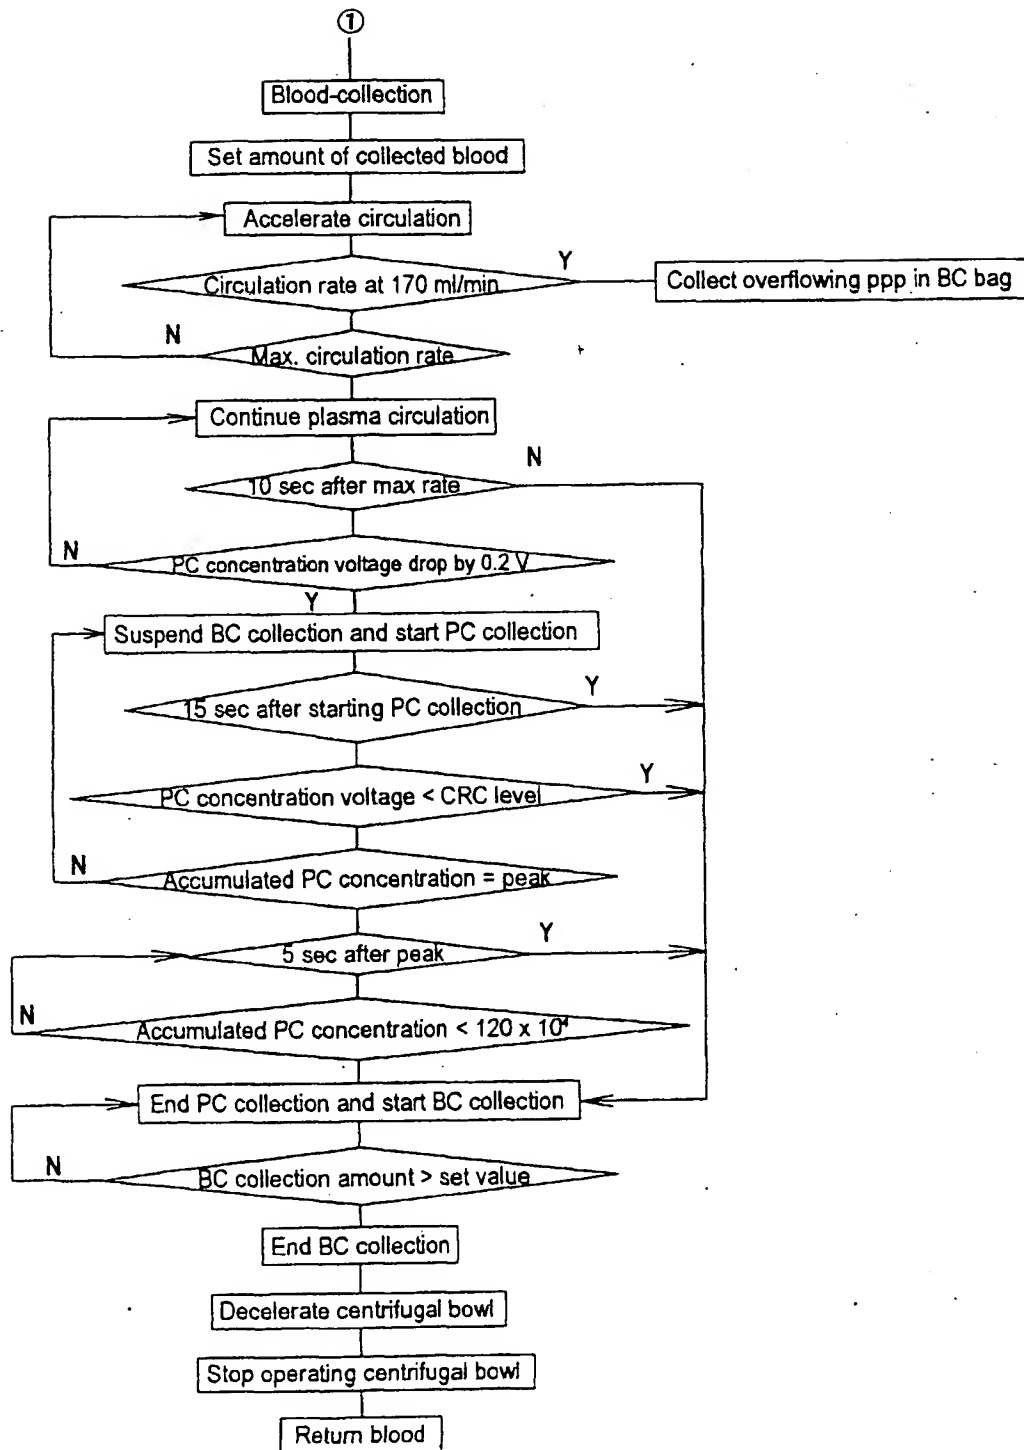 ①
Blood-collection
Set amount of collected blood
Accelerate circulation
Y
Circulation rate at 170 ml/min
Collect overflowing ppp in BC bag
N
Max. circulation rate
Continue plasma circulation
N
10 sec after max rate
N
PC concentration voltage drop by 0.2 V
Y
Suspend BC collection and start PC collection
Y
15 sec after starting PC collection
Y
PC concentration voltage < CRC level
N
Accumulated PC concentration = peak
Y
5 sec after peak
N
Accumulated PC concentration < 120 x 10⁴
End PC collection and start BC collection
N
BC collection amount > set value
End BC collection
Decelerate centrifugal bowl
Stop operating centrifugal bowl
Return blood